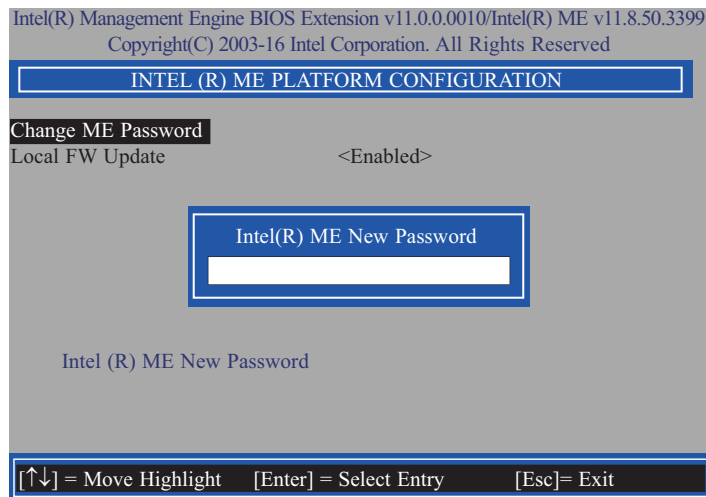 Intel(R) Management Engine BIOS Extension v11.0.0.0010/Intel(R) ME v11.8.50.3399
Copyright(C) 2003-16 Intel Corporation. All Rights Reserved
INTEL (R) ME PLATFORM CONFIGURATION
Change ME Password
Local FW Update <Enabled>
Intel(R) ME New Password
Intel (R) ME New Password
[↑↓] = Move Highlight [Enter] = Select Entry [Esc]= Exit